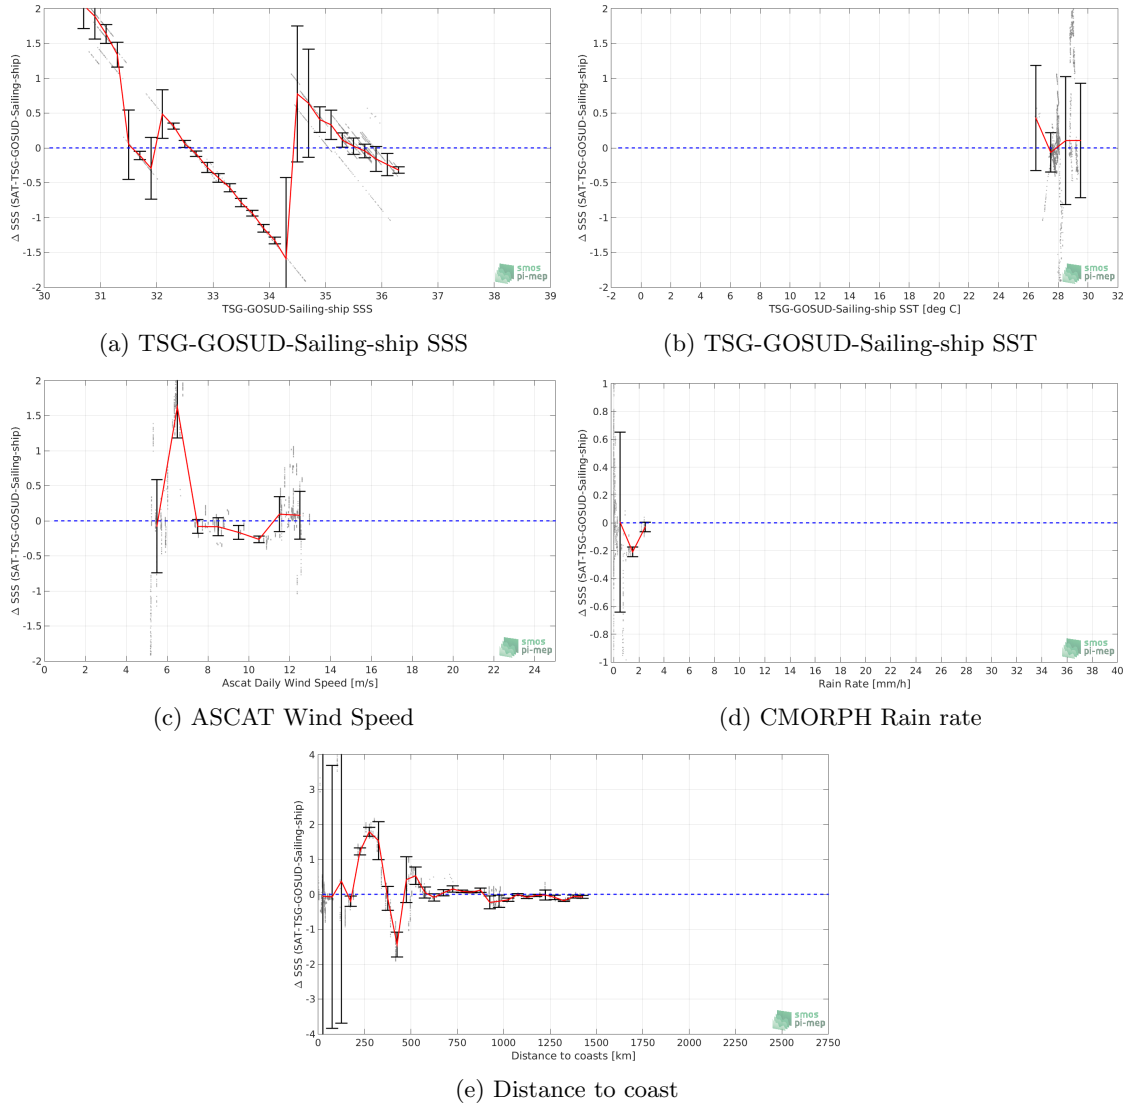 2
1.5
1
0.5
0
-0.5
-1
-1.5
-2
Δ SSS (SAT-TSG-GOSUD-Sailing-ship)
30 31 32 33 34 35 36 37 38 39
TSG-GOSUD-Sailing-ship SSS
smos
pi-mep
(a) TSG-GOSUD-Sailing-ship SSS
2
1.5
1
0.5
0
-0.5
-1
-1.5
-2
Δ SSS (SAT-TSG-GOSUD-Sailing-ship)
-2 0 2 4 6 8 10 12 14 16 18 20 22 24 26 28 30 32
TSG-GOSUD-Sailing-ship SST [deg C]
smos
pi-mep
(b) TSG-GOSUD-Sailing-ship SST
2
1.5
1
0.5
0
-0.5
-1
-1.5
-2
Δ SSS (SAT-TSG-GOSUD-Sailing-ship)
0 2 4 6 8 10 12 14 16 18 20 22 24
Ascat Daily Wind Speed [m/s]
smos
pi-mep
(c) ASCAT Wind Speed
1
0.8
0.6
0.4
0.2
0
-0.2
-0.4
-0.6
-0.8
-1
Δ SSS (SAT-TSG-GOSUD-Sailing-ship)
0 2 4 6 8 10 12 14 16 18 20 22 24 26 28 30 32 34 36 38 40
Rain Rate [mm/h]
smos
pi-mep
(d) CMORPH Rain rate
4
3
2
1
0
-1
-2
-3
-4
Δ SSS (SAT-TSG-GOSUD-Sailing-ship)
0 250 500 750 1000 1250 1500 1750 2000 2250 2500 2750
Distance to coasts [km]
smos
pi-mep
(e) Distance to coast